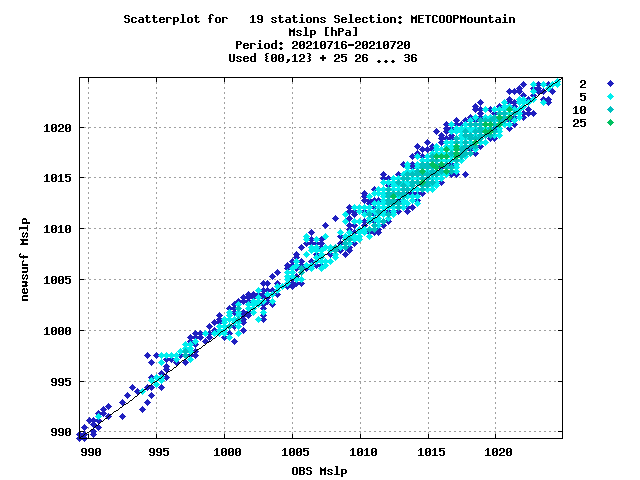 Scatterplot for   19 stations Selection: METCOOPMountain
Mslp [hPa]
Period: 20210716-20210720
Used {00,12} + 25 26 ... 36
2
5
10
25
newsurf Mslp
1020
1015
1010
1005
1000
995
990
990 995 1000 1005 1010 1015 1020
OBS Mslp